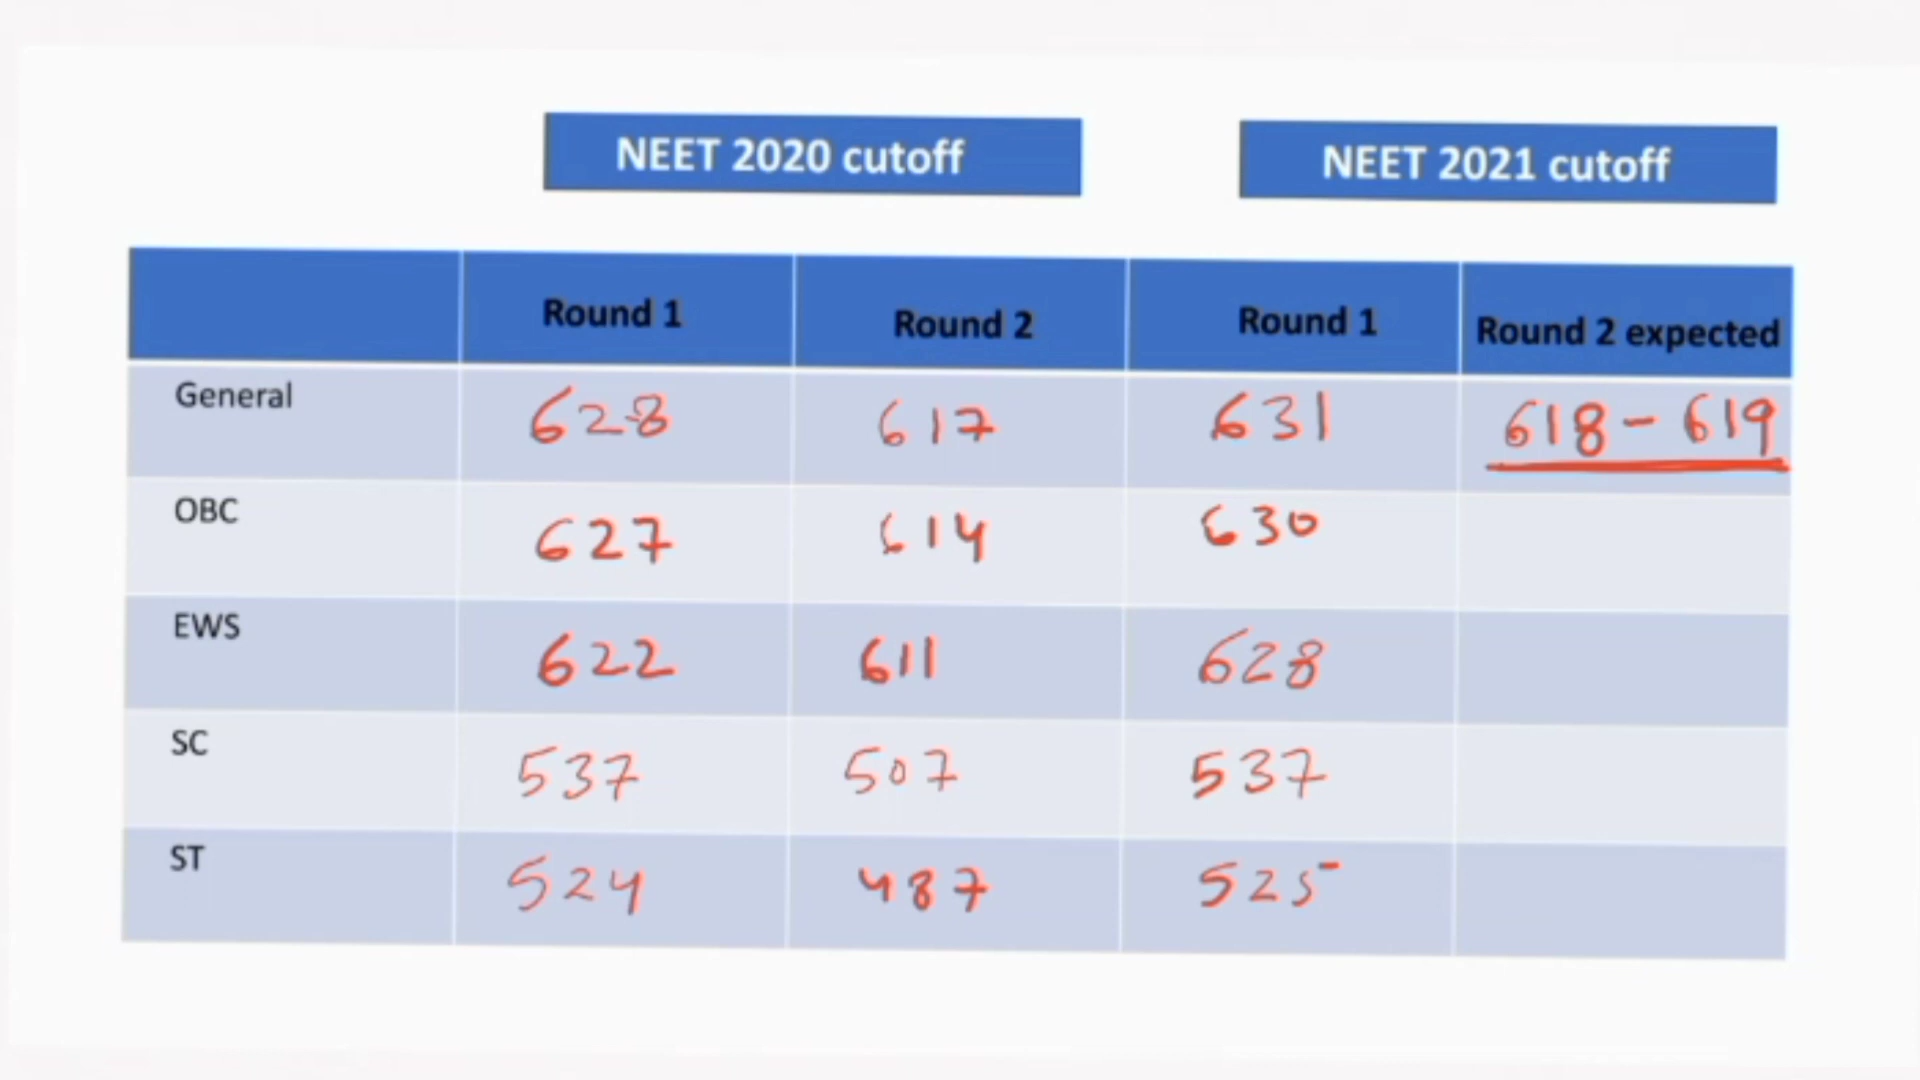 NEET 2020 cutoff NEET 2021 cutoff
Round 1 Round 2 Round 1 Round 2 expected
General 628 617 631 618-619
OBC 627 614 630
EWS 622 611 628
SC 537 507 537
ST 524 487 525